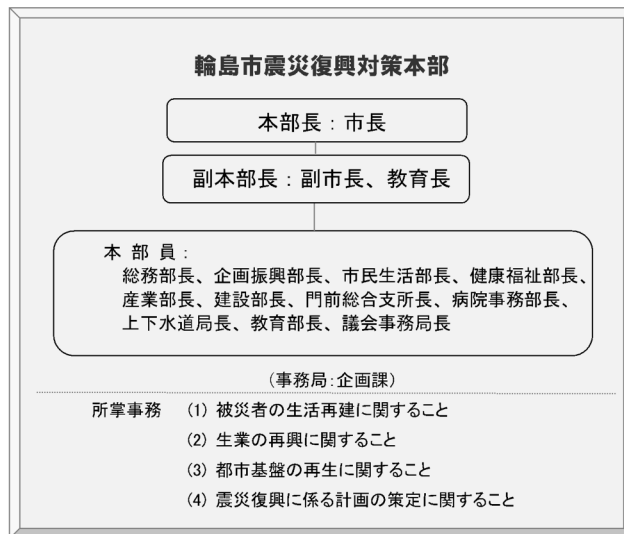 輪島市震災復興対策本部
本部長：市長
副本部長：副市長、教育長
本 部 員：
総務部長、企画振興部長、市民生活部長、健康福祉部長、
産業部長、建設部長、門前総合支所長、病院事務部長、
上下水道局長、教育部長、議会事務局長
(事務局：企画課)
所掌事務 (1) 被災者の生活再建に関すること
(2) 生業の再興に関すること
(3) 都市基盤の再生に関すること
(4) 震災復興に係る計画の策定に関すること